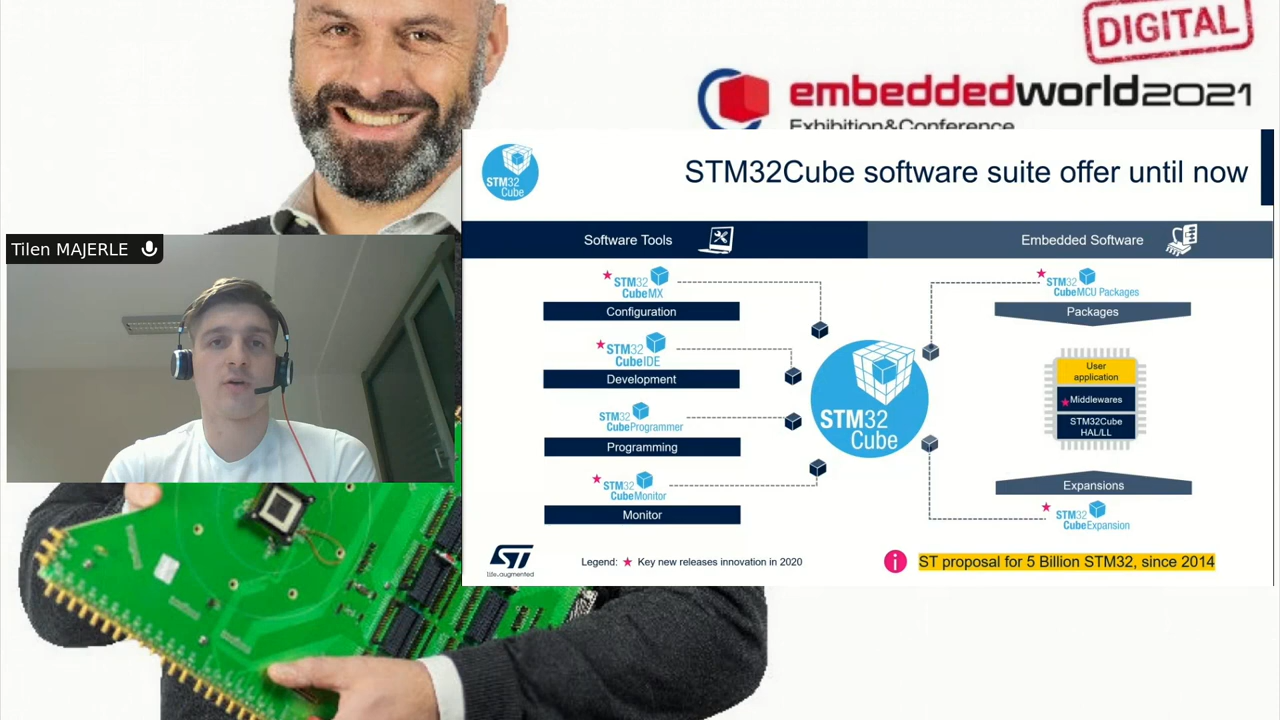 DIGITAL
embeddedworld2021
Exhibition&Conference
Tilen MAJERLE
STM32
Cube
STM32Cube software suite offer until now
Software Tools
Embedded Software
STM32
CubeMX
Configuration
STM32
CubeIDE
Development
STM32
CubeProgrammer
Programming
STM32
CubeMonitor
Monitor
STM32
Cube
STM32
CubeMCU Packages
Packages
User
application
Middlewares
STM32Cube
HAL/LL
Expansions
STM32
CubeExpansion
ST
life.augmented
Legend: ★ Key new releases innovation in 2020
i ST proposal for 5 Billion STM32, since 2014